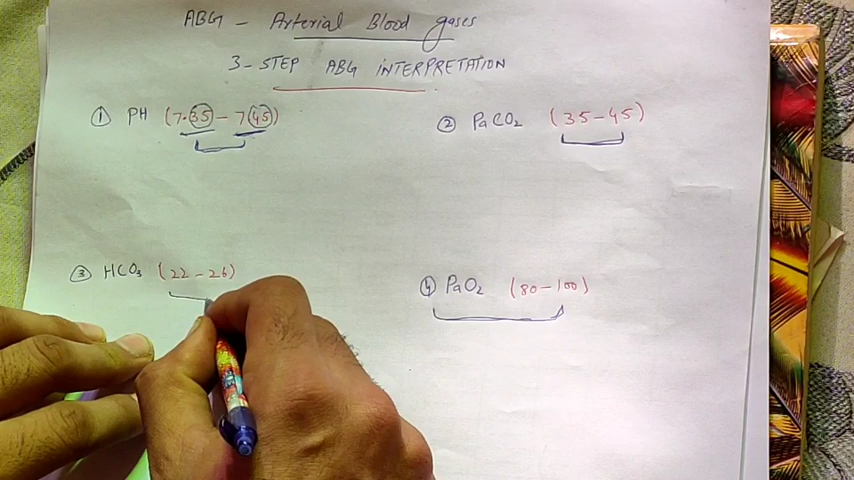 ABG - Arterial Blood gases
3-STEP ABG INTERPRETATION
① PH (7.35 - 7.45)
② PaCO₂ (35-45)
③ HCO₃ (22-26)
④ PaO₂ (80-100)